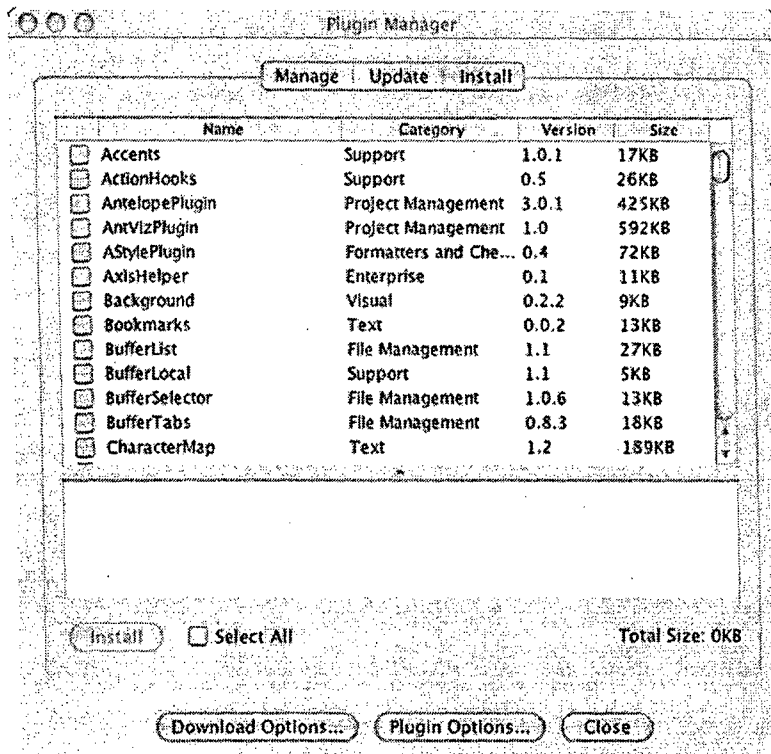 Plugin Manager
Manage Update Install
Name Category Version Size
Accents Support 1.0.1 17KB
ActionHooks Support 0.5 26KB
AntelopePlugin Project Management 3.0.1 425KB
AntVizPlugin Project Management 1.0 592KB
AStylePlugin Formatters and Che... 0.4 72KB
AxisHelper Enterprise 0.1 11KB
Background Visual 0.2.2 9KB
Bookmarks Text 0.0.2 13KB
BufferList File Management 1.1 27KB
BufferLocal Support 1.1 5KB
BufferSelector File Management 1.0.6 13KB
BufferTabs File Management 0.8.3 18KB
CharacterMap Text 1.2 189KB
Install Select All Total Size: 0KB
Download Options... Plugin Options... Close